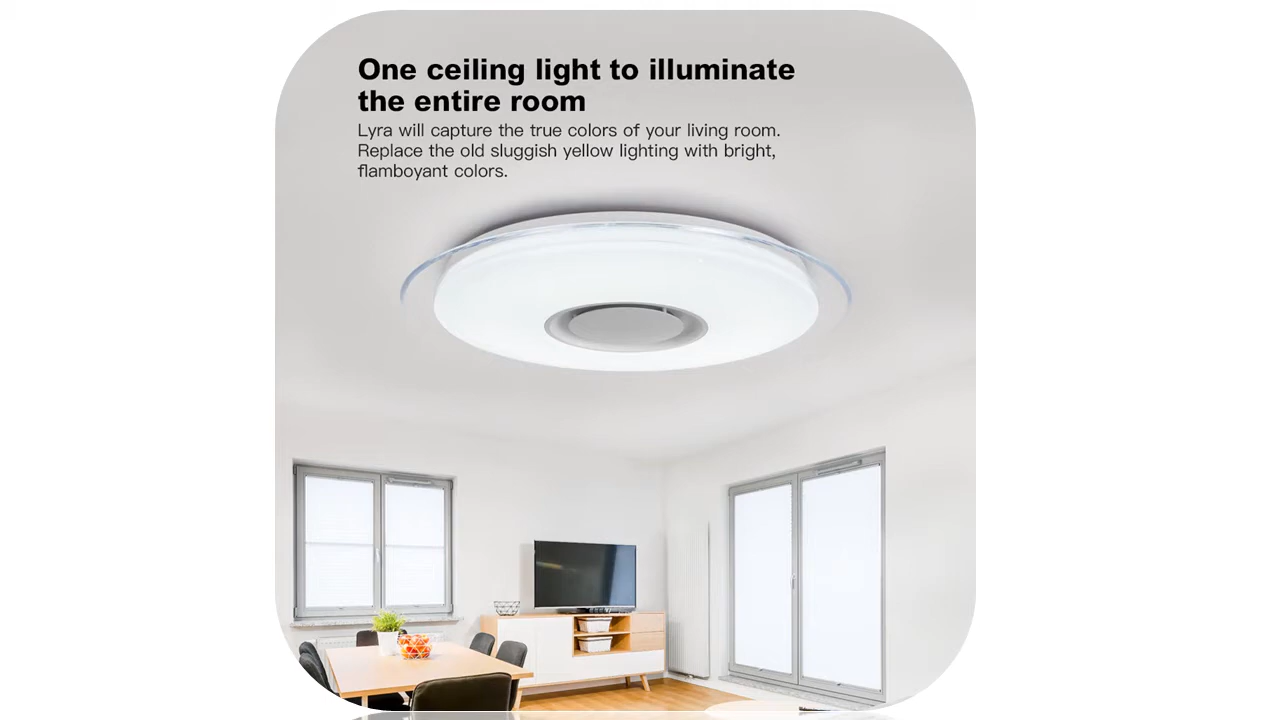 One ceiling light to illuminate
the entire room
Lyra will capture the true colors of your living room.
Replace the old sluggish yellow lighting with bright,
flamboyant colors.